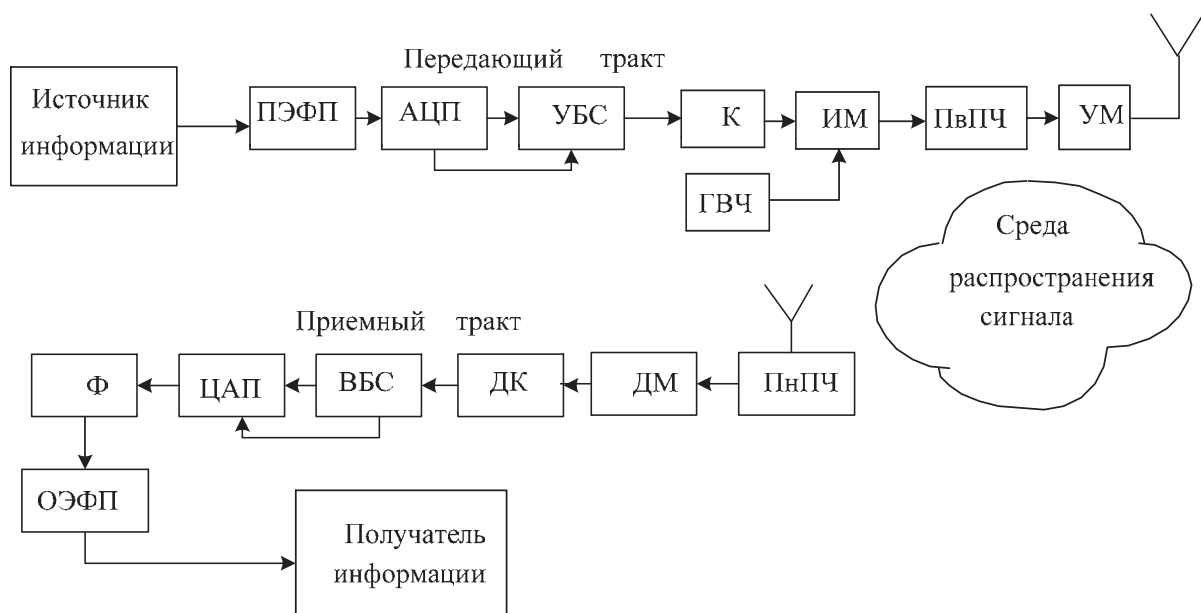 Передающий тракт
Источник
информации
ПЭФП
АЦП
УБС
К
ИМ
ПвПЧ
УМ
ГВЧ
Среда
распространения
сигнала
Приемный тракт
Ф
ЦАП
ВБС
ДК
ДМ
ПнПЧ
ОЭФП
Получатель
информации